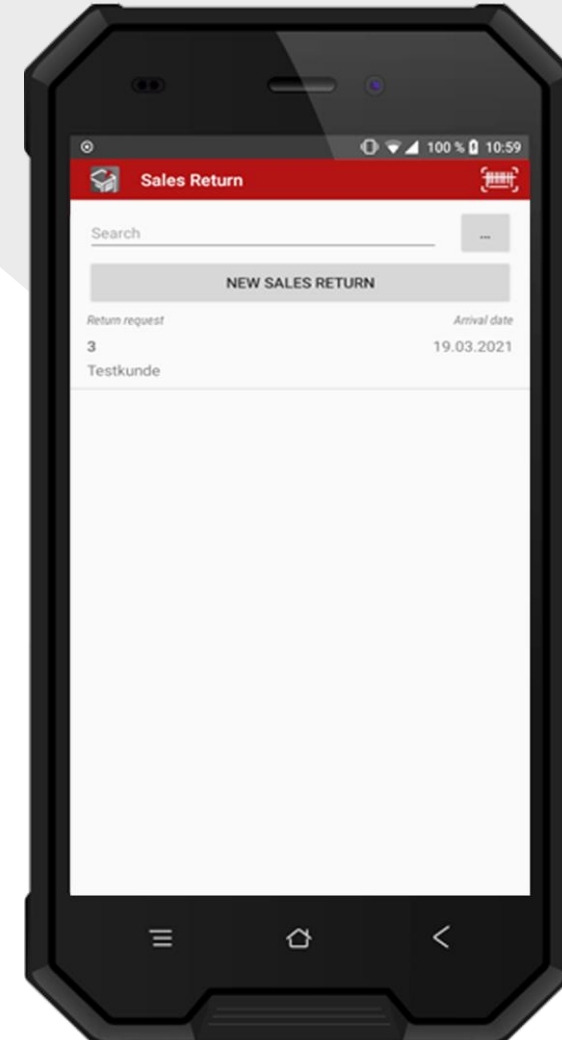 100 % 10:59
Sales Return
Search
...
NEW SALES RETURN
Return request Arrival date
3 19.03.2021
Testkunde